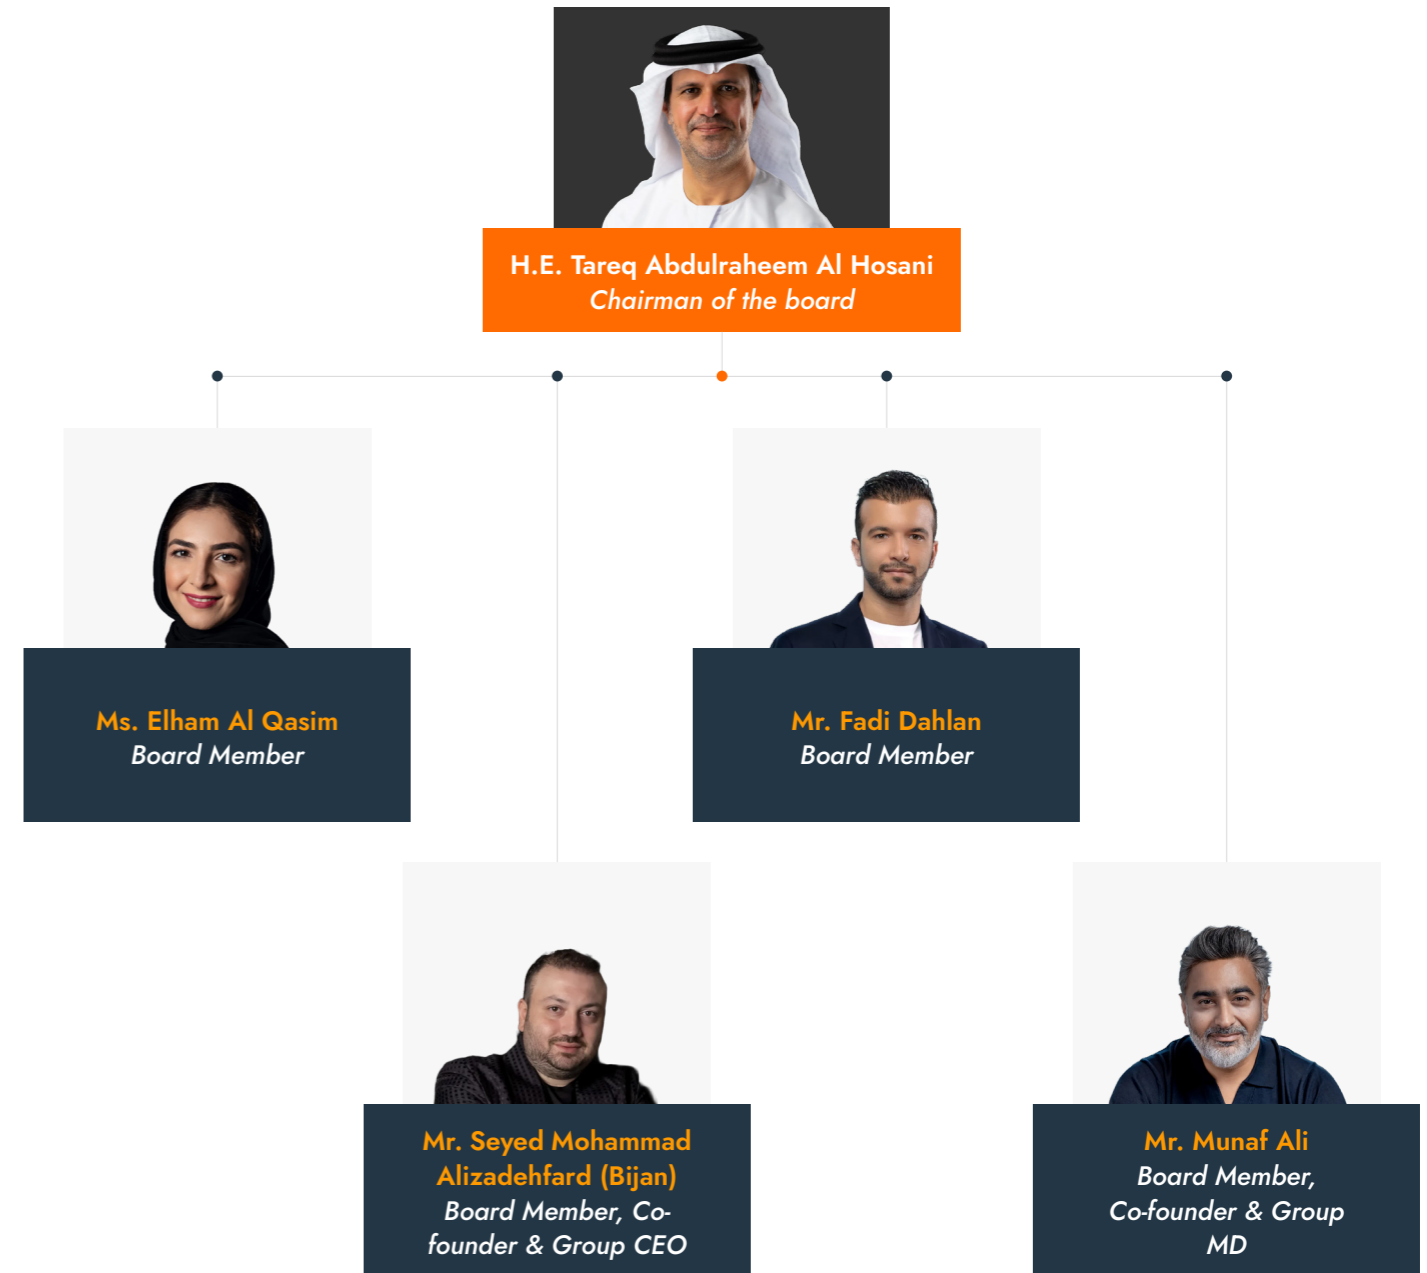 H.E. Tareq Abdulraheem Al Hosani
Chairman of the board
Ms. Elham Al Qasim
Board Member
Mr. Fadi Dahlan
Board Member
Mr. Seyed Mohammad
Alizadehfard (Bijan)
Board Member, Co-
founder & Group CEO
Mr. Munaf Ali
Board Member,
Co-founder & Group
MD